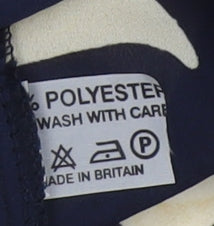 % POLYESTER
WASH WITH CARE
P
MADE IN BRITAIN